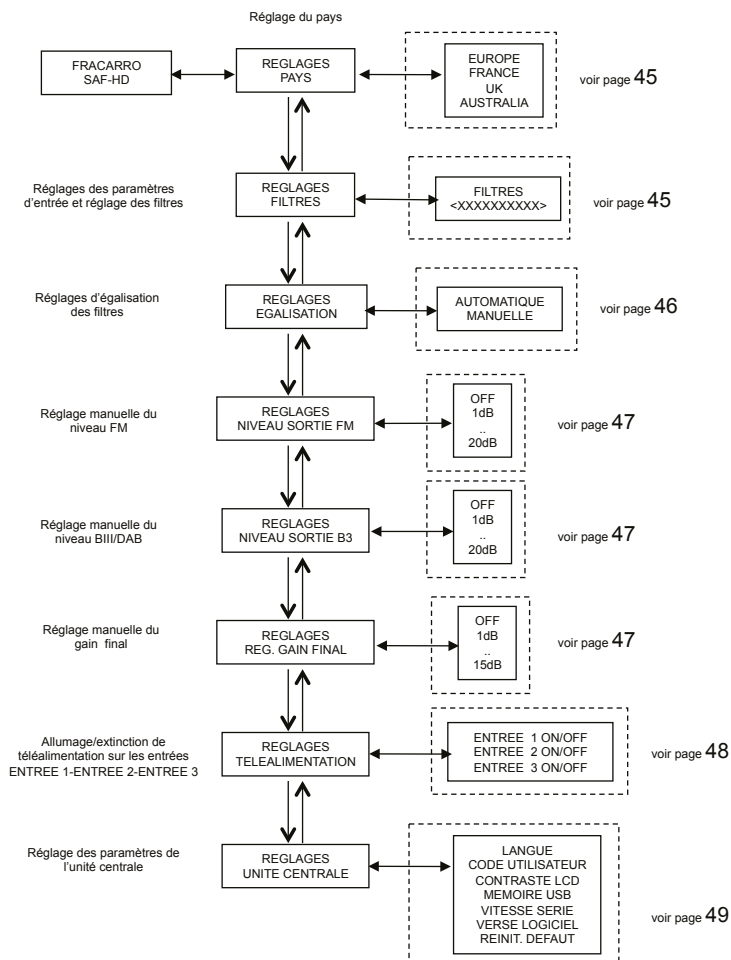 Réglage du pays
FRACARRO
SAF-HD
REGLAGES
PAYS
EUROPE
FRANCE
UK
AUSTRALIA
voir page 45
Réglages des paramètres
d'entrée et réglage des filtres
REGLAGES
FILTRES
FILTRES
<XXXXXXXXXX>
voir page 45
Réglages d'égalisation
des filtres
REGLAGES
EGALISATION
AUTOMATIQUE
MANUELLE
voir page 46
Réglage manuelle du
niveau FM
REGLAGES
NIVEAU SORTIE FM
OFF
1dB
..
20dB
voir page 47
Réglage manuelle du
niveau BIII/DAB
REGLAGES
NIVEAU SORTIE B3
OFF
1dB
..
20dB
voir page 47
Réglage manuelle du
gain final
REGLAGES
REG. GAIN FINAL
OFF
1dB
..
15dB
voir page 47
Allumage/extinction de
téléalimentation sur les entrées
ENTREE 1-ENTREE 2-ENTREE 3
REGLAGES
TELEALIMENTATION
ENTREE 1 ON/OFF
ENTREE 2 ON/OFF
ENTREE 3 ON/OFF
voir page 48
Réglage des paramètres de
l'unité centrale
REGLAGES
UNITE CENTRALE
LANGUE
CODE UTILISATEUR
CONTRASTE LCD
MEMOIRE USB
VITESSE SERIE
VERSE LOGICIEL
REINIT. DEFAUT
voir page 49